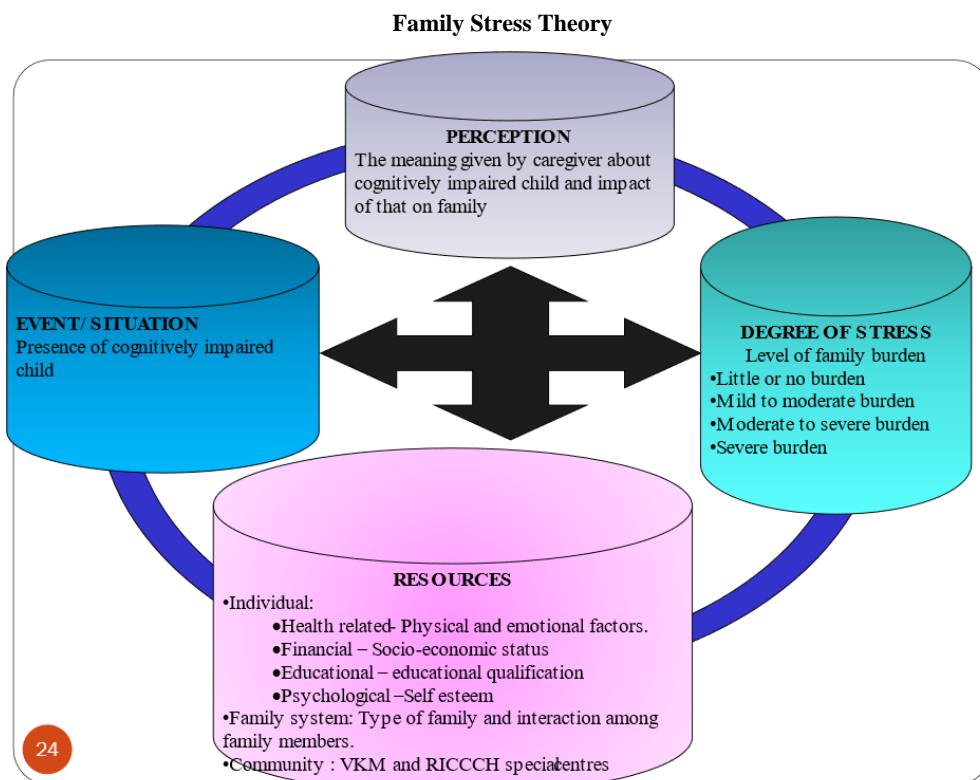 Family Stress Theory
PERCEPTION
The meaning given by caregiver about
cognitively impaired child and impact
of that on family
EVENT/ SITUATION
Presence of cognitively impaired
child
DEGREE OF STRESS
Level of family burden
•Little or no burden
•Mild to moderate burden
•Moderate to severe burden
•Severe burden
RESOURCES
•Individual:
•Health related- Physical and emotional factors.
•Financial – Socio-economic status
•Educational – educational qualification
•Psychological –Self esteem
•Family system: Type of family and interaction among
family members.
•Community : VKM and RICCCH specialcentres
24